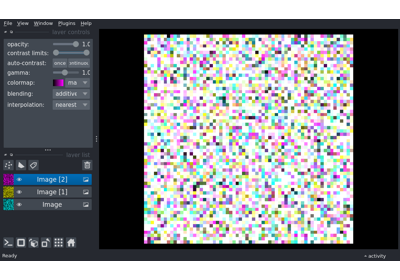 File View Window Plugins Help
layer controls
opacity: 1.0
contrast limits:
auto-contrast: once
gamma: 1.0
colormap: ma
blending: additive
interpolation: nearest
layer list
Image [2]
Image [1]
Image
Ready
activity